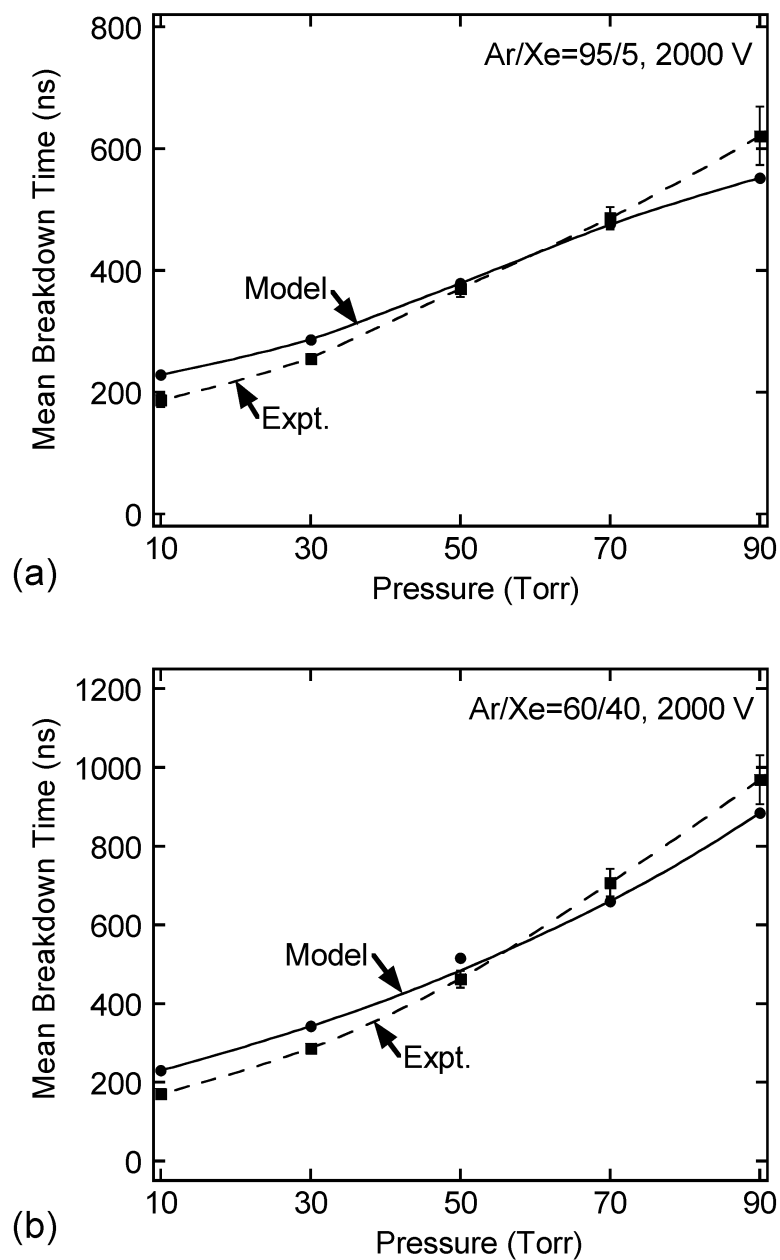 800
Ar/Xe=95/5, 2000 V
600
Mean Breakdown Time (ns)
400
Model
200
Expt.
0
10 30 50 70 90
(a)
Pressure (Torr)
1200
Ar/Xe=60/40, 2000 V
1000
Mean Breakdown Time (ns)
800
600
Model
400
Expt.
200
0
10 30 50 70 90
(b)
Pressure (Torr)